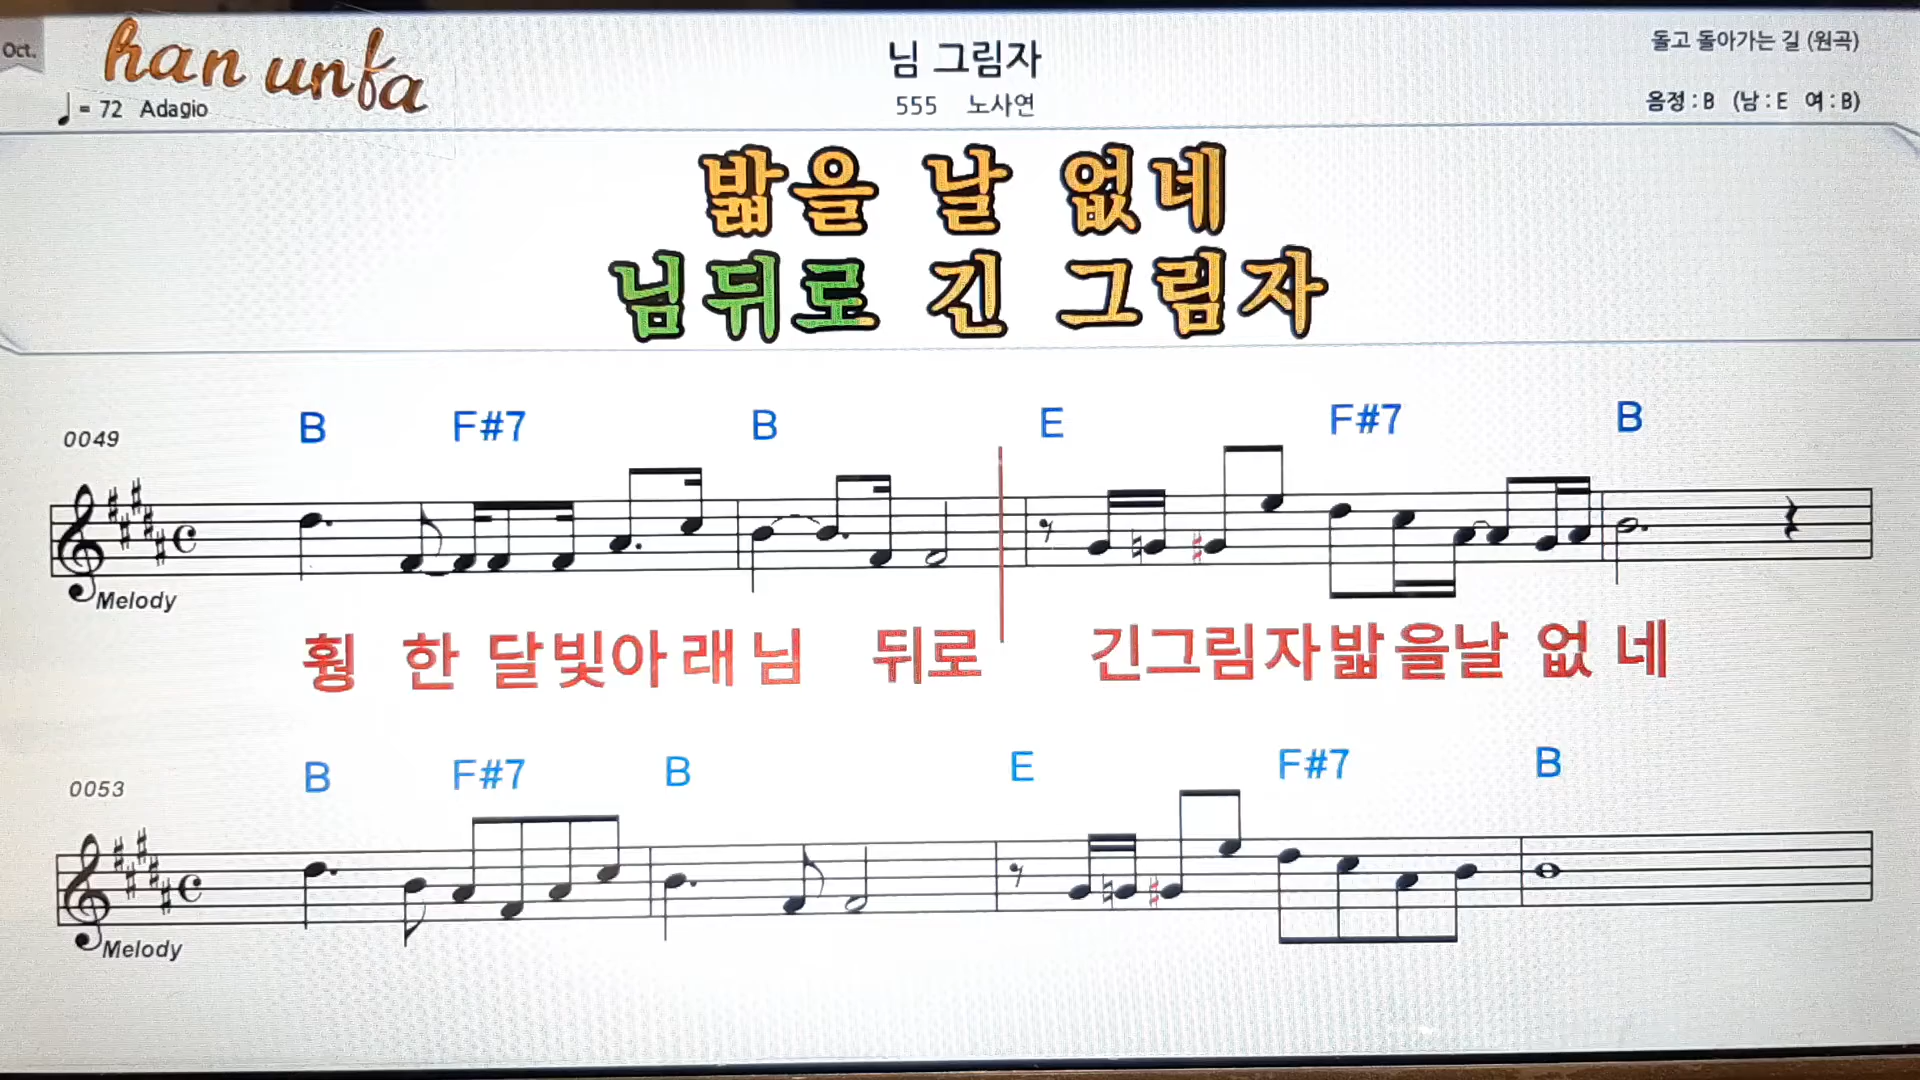 Oct.
han unfa
님 그림자
돌고 돌아가는 길 (원곡)
♩ = 72 Adagio
555 노사연
음정 : B (남 : E 여 : B)
밟을 날 없네
님뒤로 긴 그림자
B F#7 B E F#7 B
0049
Melody
휭 한 달빛아래님 뒤로 긴그림자밟을날 없네
B F#7 B E F#7 B
0053
Melody